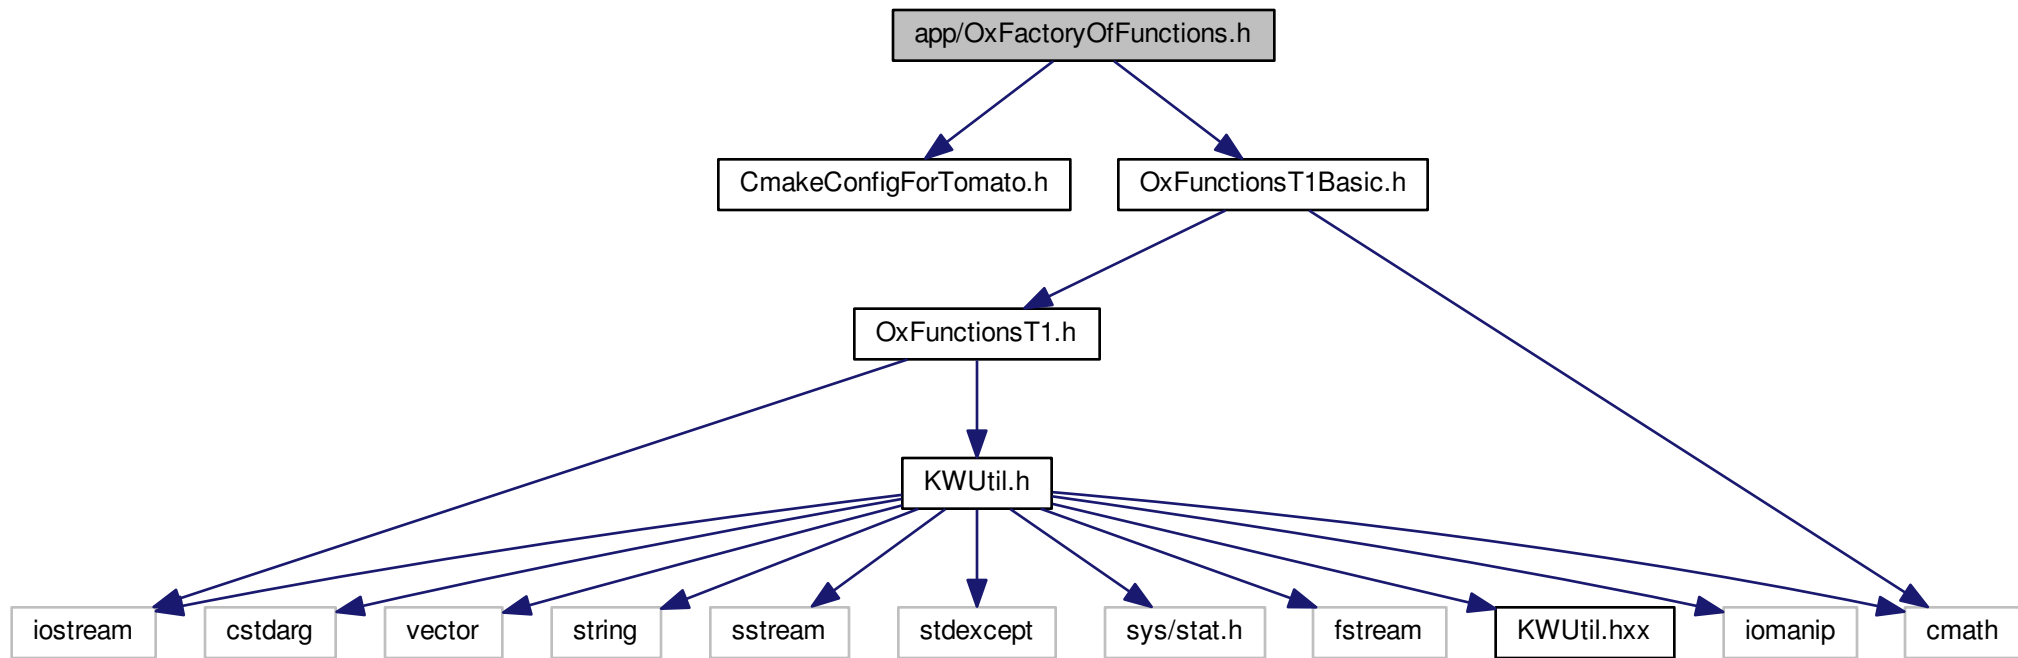 app/OxFactoryOfFunctions.h
CmakeConfigForTomato.h
OxFunctionsT1Basic.h
OxFunctionsT1.h
KWUtil.h
iostream
cstdarg
vector
string
sstream
stdexcept
sys/stat.h
fstream
KWUtil.hxx
iomanip
cmath